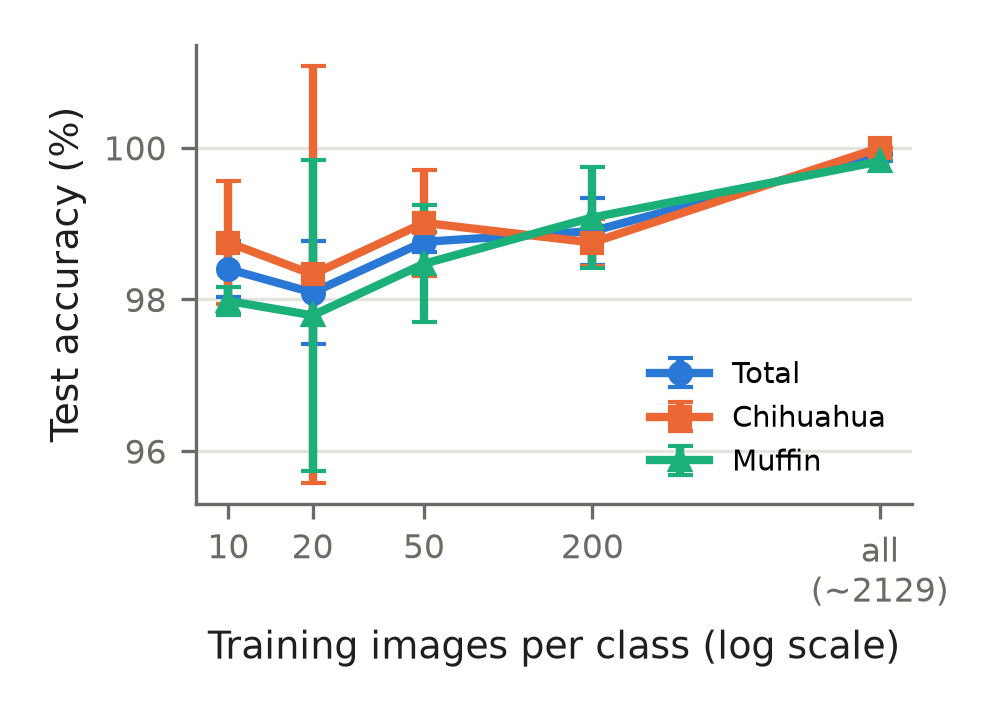 Test accuracy (%)
100
98
96
Total
Chihuahua
Muffin
10 20 50 200 all
(~2129)
Training images per class (log scale)